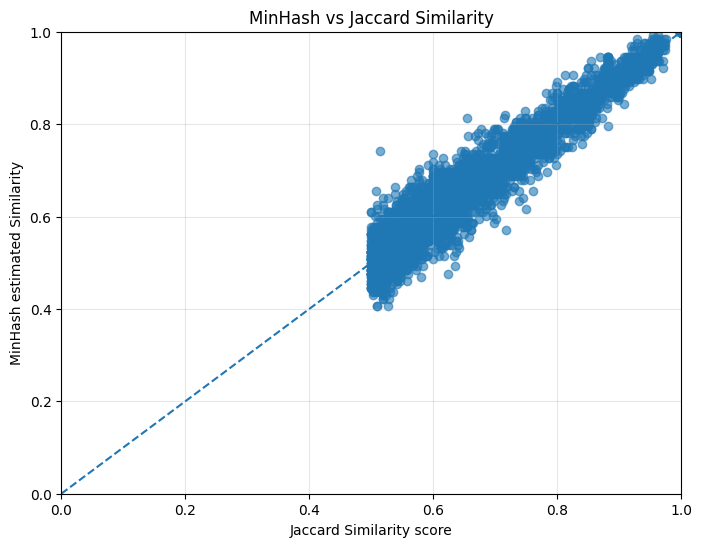 MinHash vs Jaccard Similarity
MinHash estimated Similarity
1.0
0.8
0.6
0.4
0.2
0.0
0.0 0.2 0.4 0.6 0.8 1.0
Jaccard Similarity score